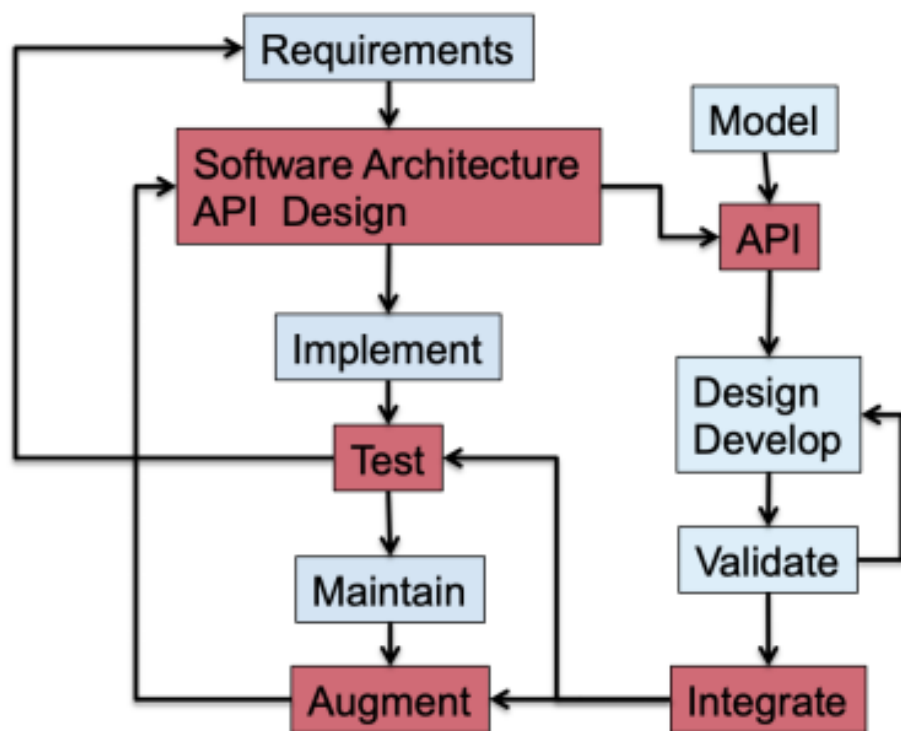 Requirements
Software Architecture
API Design
Implement
Test
Maintain
Augment
Model
API
Design
Develop
Validate
Integrate